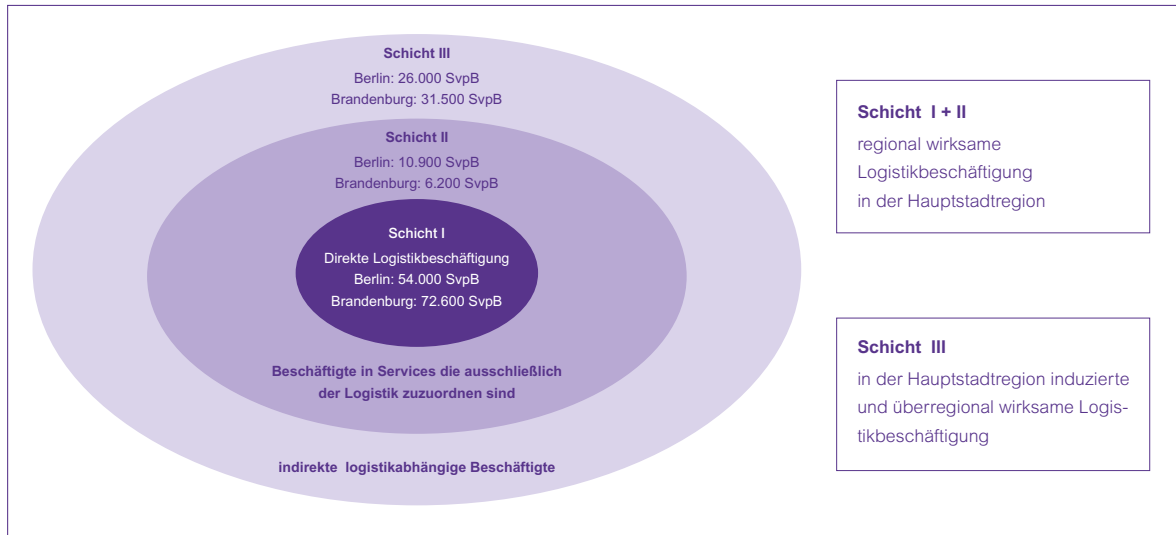 Schicht III
Berlin: 26.000 SvpB
Brandenburg: 31.500 SvpB
Schicht II
Berlin: 10.900 SvpB
Brandenburg: 6.200 SvpB
Schicht I
Direkte Logistikbeschäftigung
Berlin: 54.000 SvpB
Brandenburg: 72.600 SvpB
Beschäftigte in Services die ausschließlich
der Logistik zuzuordnen sind
indirekte logistikabhängige Beschäftigte
Schicht I + II
regional wirksame
Logistikbeschäftigung
in der Hauptstadtregion
Schicht III
in der Hauptstadtregion induzierte
und überregional wirksame Logis-
tikbeschäftigung